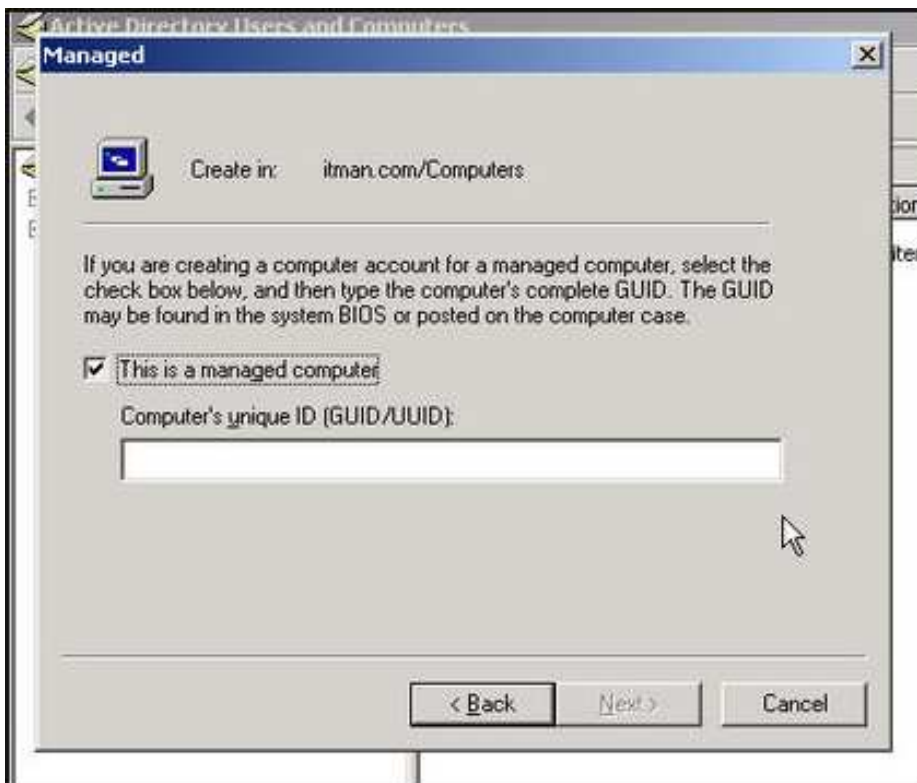 Active Directory Users and Computers
Managed
Create in: itman.com/Computers
If you are creating a computer account for a managed computer, select the
check box below, and then type the computer's complete GUID. The GUID
may be found in the system BIOS or posted on the computer case.
This is a managed computer
Computer's unique ID (GUID/UUID):
< Back Next > Cancel